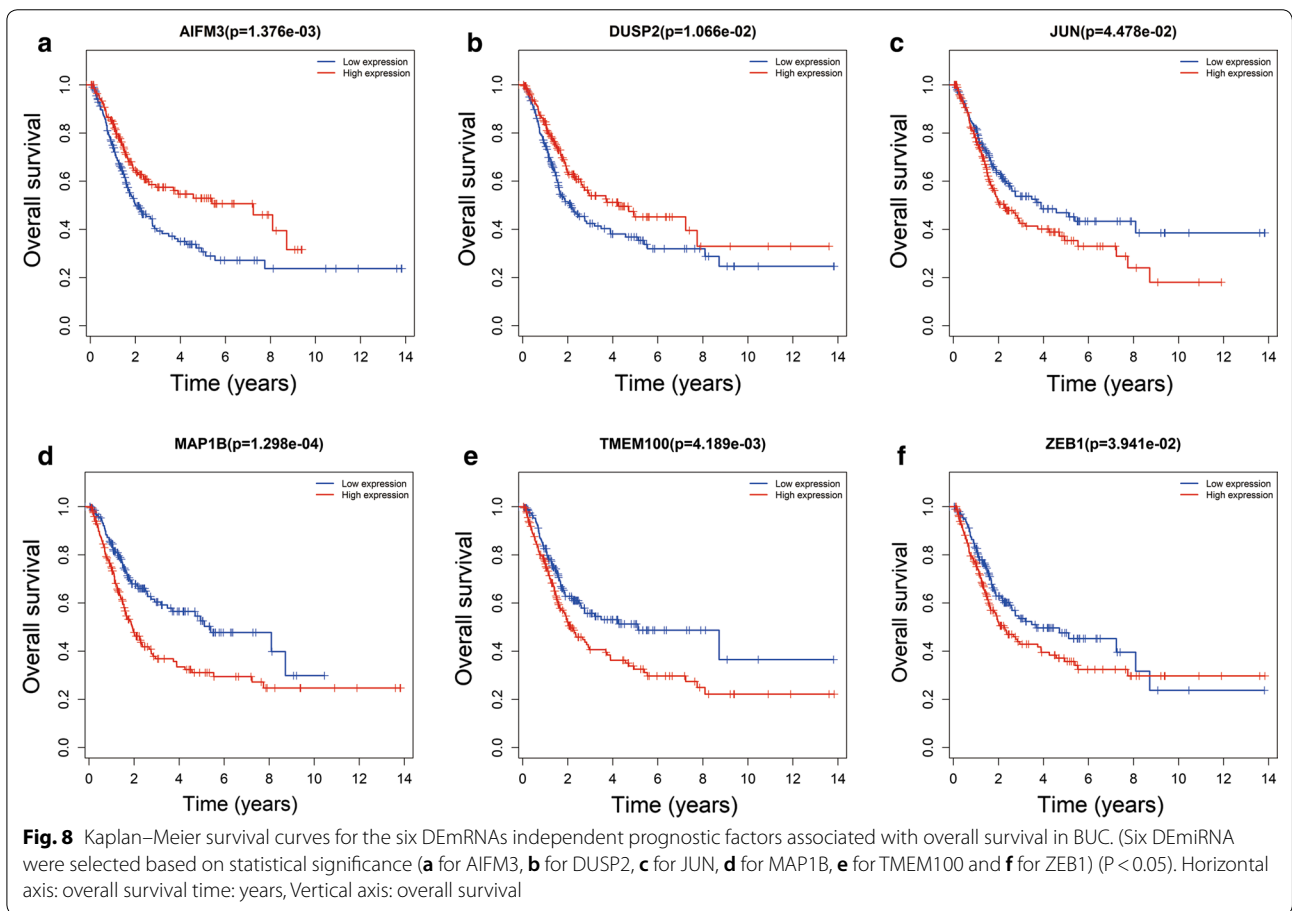 a
AIFM3(p=1.376e-03)
Low expression
High expression
Overall survival
0.0 0.2 0.4 0.6 0.8 1.0
0 2 4 6 8 10 12 14
Time (years)
b
DUSP2(p=1.066e-02)
Low expression
High expression
Overall survival
0.0 0.2 0.4 0.6 0.8 1.0
0 2 4 6 8 10 12 14
Time (years)
c
JUN(p=4.478e-02)
Low expression
High expression
Overall survival
0.0 0.2 0.4 0.6 0.8 1.0
0 2 4 6 8 10 12 14
Time (years)
d
MAP1B(p=1.298e-04)
Low expression
High expression
Overall survival
0.0 0.2 0.4 0.6 0.8 1.0
0 2 4 6 8 10 12 14
Time (years)
e
TMEM100(p=4.189e-03)
Low expression
High expression
Overall survival
0.0 0.2 0.4 0.6 0.8 1.0
0 2 4 6 8 10 12 14
Time (years)
f
ZEB1(p=3.941e-02)
Low expression
High expression
Overall survival
0.0 0.2 0.4 0.6 0.8 1.0
0 2 4 6 8 10 12 14
Time (years)
Fig. 8 Kaplan–Meier survival curves for the six DEmRNAs independent prognostic factors associated with overall survival in BUC. (Six DEmiRNA
were selected based on statistical significance (a for AIFM3, b for DUSP2, c for JUN, d for MAP1B, e for TMEM100 and f for ZEB1) (P < 0.05). Horizontal
axis: overall survival time: years, Vertical axis: overall survival